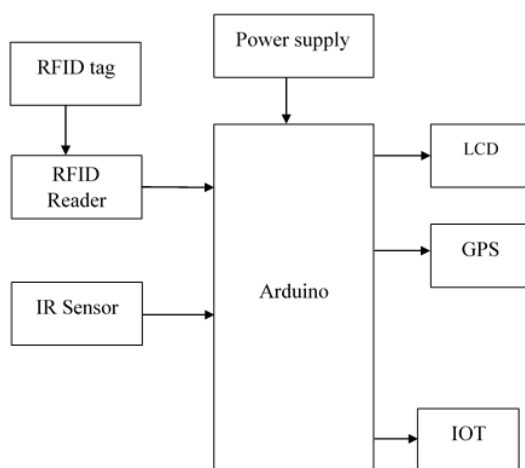 Power supply
RFID tag
RFID
Reader
LCD
GPS
IR Sensor
Arduino
IOT